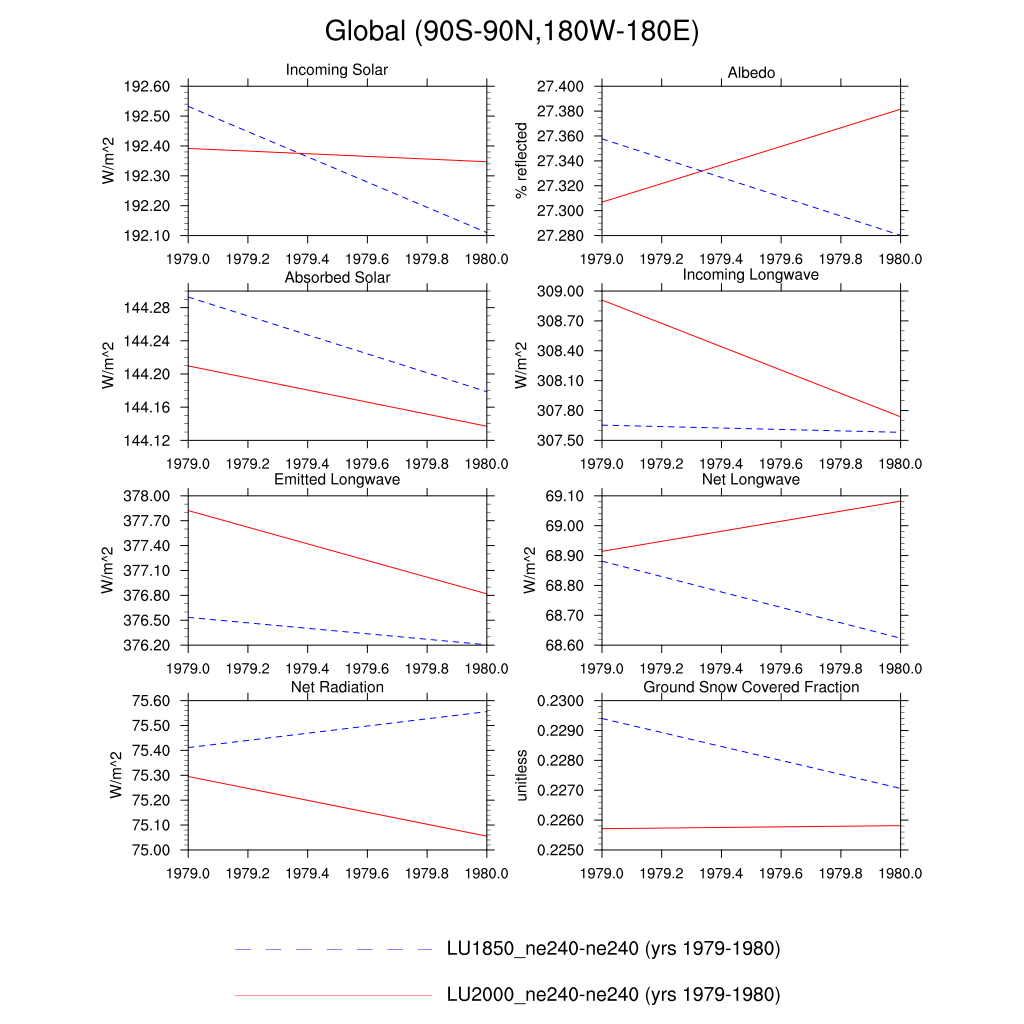 Global (90S-90N,180W-180E)
Incoming Solar
W/m^2
192.60
192.50
192.40
192.30
192.20
192.10
1979.0 1979.2 1979.4 1979.6 1979.8 1980.0
Albedo
% reflected
27.400
27.380
27.360
27.340
27.320
27.300
27.280
1979.0 1979.2 1979.4 1979.6 1979.8 1980.0
Absorbed Solar
W/m^2
144.28
144.24
144.20
144.16
144.12
1979.0 1979.2 1979.4 1979.6 1979.8 1980.0
Incoming Longwave
W/m^2
309.00
308.70
308.40
308.10
307.80
307.50
1979.0 1979.2 1979.4 1979.6 1979.8 1980.0
Emitted Longwave
W/m^2
378.00
377.70
377.40
377.10
376.80
376.50
376.20
1979.0 1979.2 1979.4 1979.6 1979.8 1980.0
Net Longwave
W/m^2
69.10
69.00
68.90
68.80
68.70
68.60
1979.0 1979.2 1979.4 1979.6 1979.8 1980.0
Net Radiation
W/m^2
75.60
75.50
75.40
75.30
75.20
75.10
75.00
1979.0 1979.2 1979.4 1979.6 1979.8 1980.0
Ground Snow Covered Fraction
unitless
0.2300
0.2290
0.2280
0.2270
0.2260
0.2250
1979.0 1979.2 1979.4 1979.6 1979.8 1980.0
LU1850_ne240-ne240 (yrs 1979-1980)
LU2000_ne240-ne240 (yrs 1979-1980)